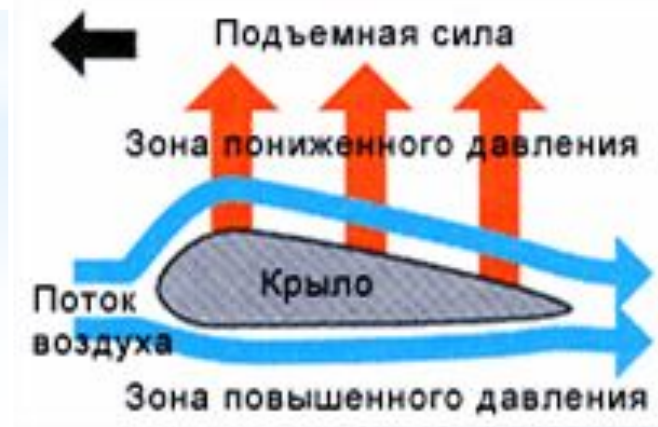 Подъемная сила
Зона пониженного давления
Крыло
Поток
воздуха
Зона повышенного давления